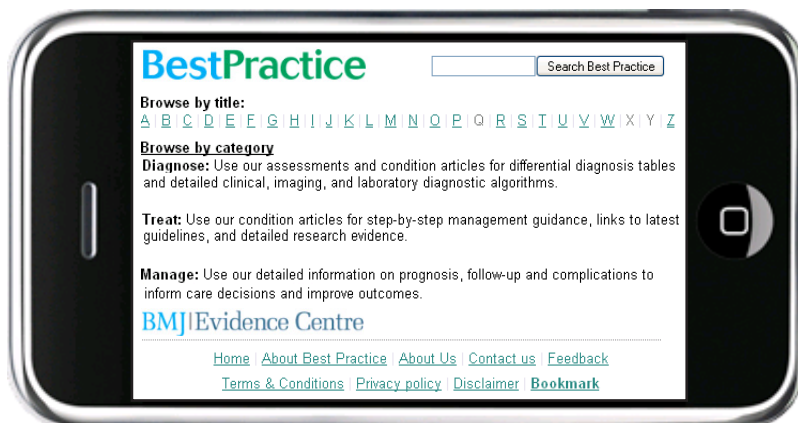 BestPractice
Search Best Practice
Browse by title:
A | B | C | D | E | F | G | H | I | J | K | L | M | N | O | P | Q | R | S | T | U | V | W | X | Y | Z
Browse by category
Diagnose: Use our assessments and condition articles for differential diagnosis tables
and detailed clinical, imaging, and laboratory diagnostic algorithms.
Treat: Use our condition articles for step-by-step management guidance, links to latest
guidelines, and detailed research evidence.
Manage: Use our detailed information on prognosis, follow-up and complications to
inform care decisions and improve outcomes.
BMJ|Evidence Centre
Home | About Best Practice | About Us | Contact us | Feedback
Terms & Conditions | Privacy policy | Disclaimer | Bookmark